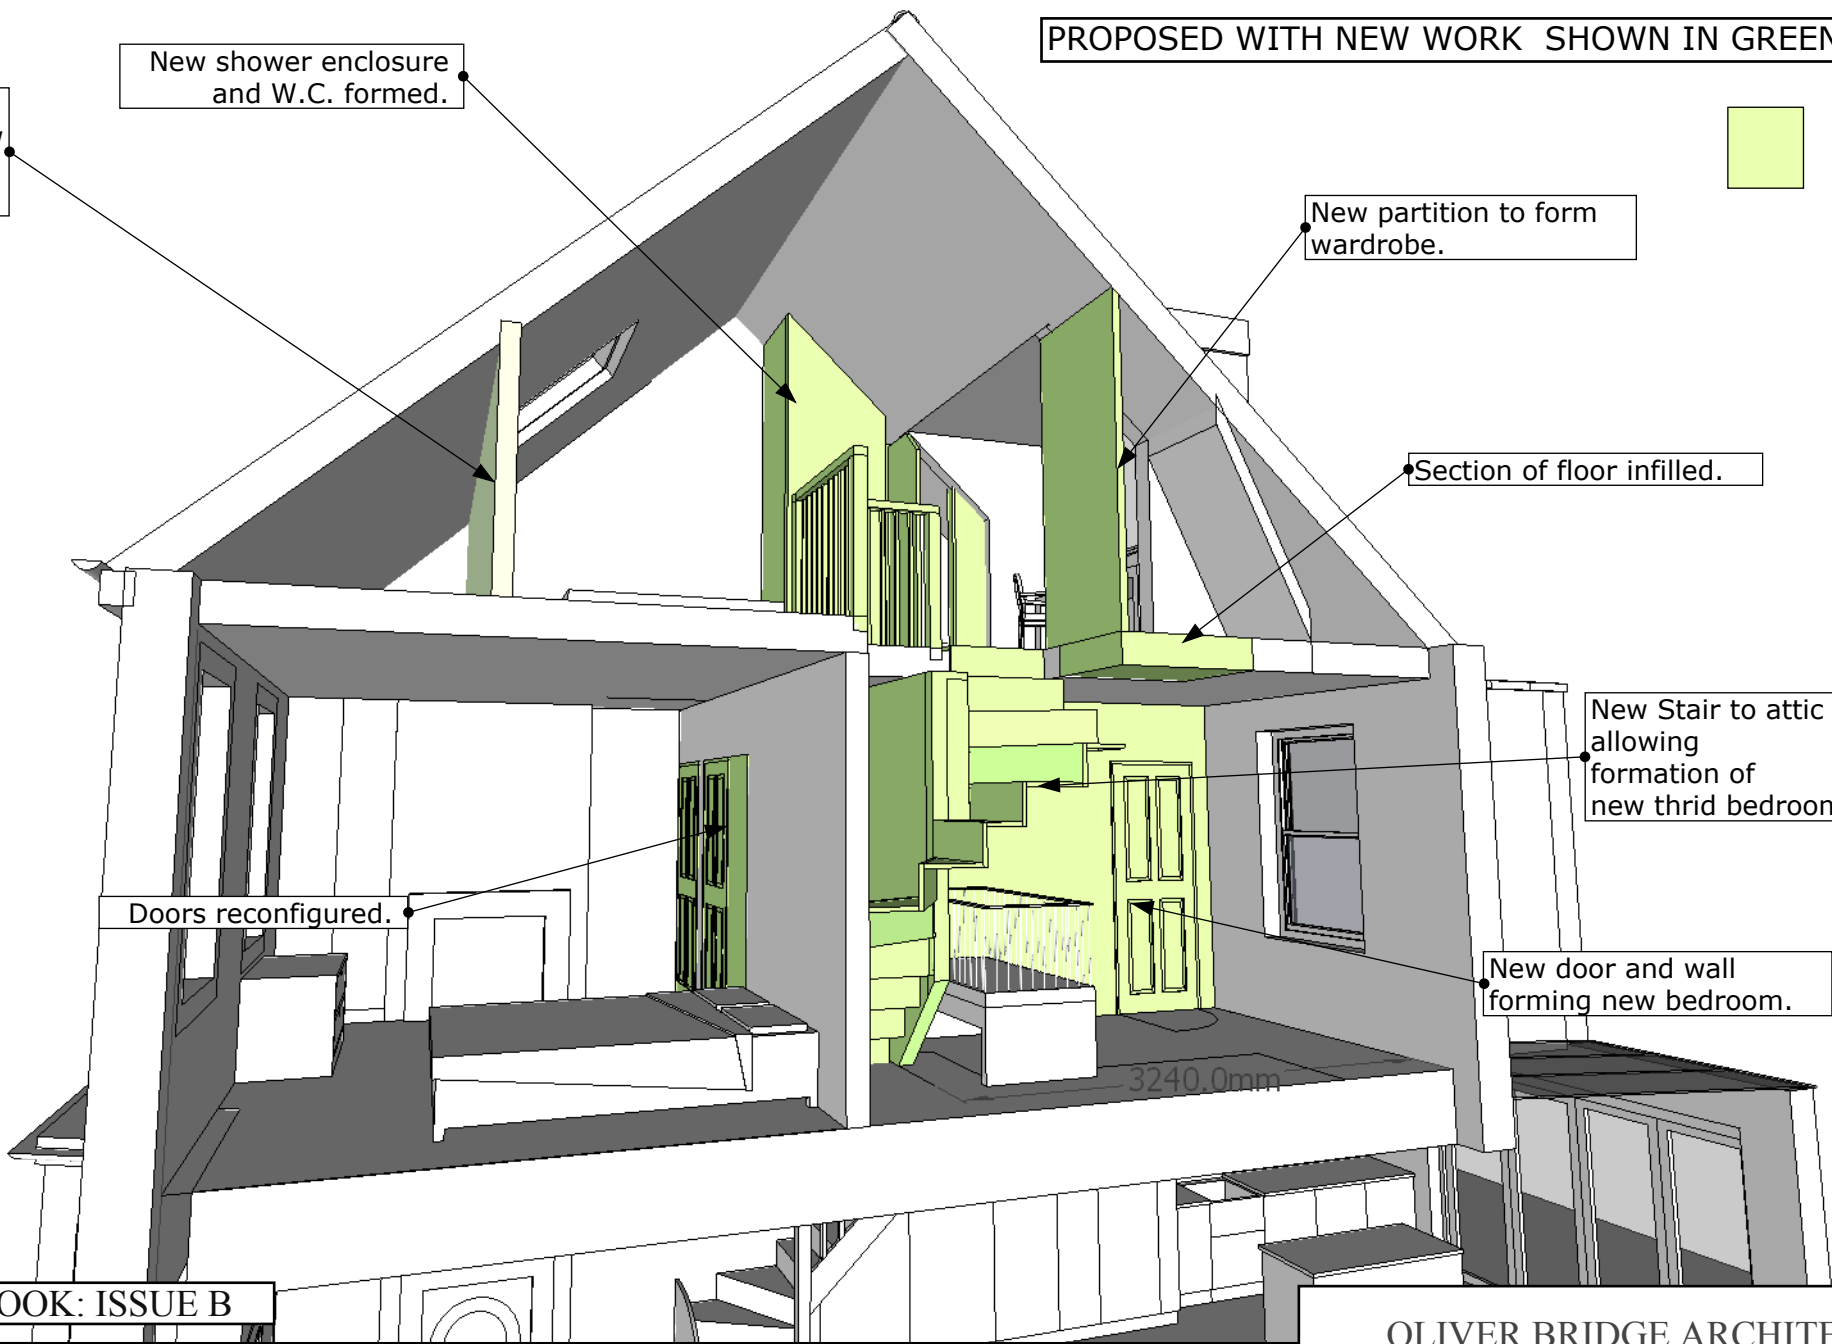 PROPOSED WITH NEW WORK SHOWN IN GREEN
New shower enclosure
and W.C. formed.
New partition to form
wardrobe.
Section of floor infilled.
New Stair to attic
allowing
formation of
new thrid bedroom
Doors reconfigured.
New door and wall
forming new bedroom.
3240.0mm
OOK: ISSUE B
OLIVER BRIDGE ARCHITE